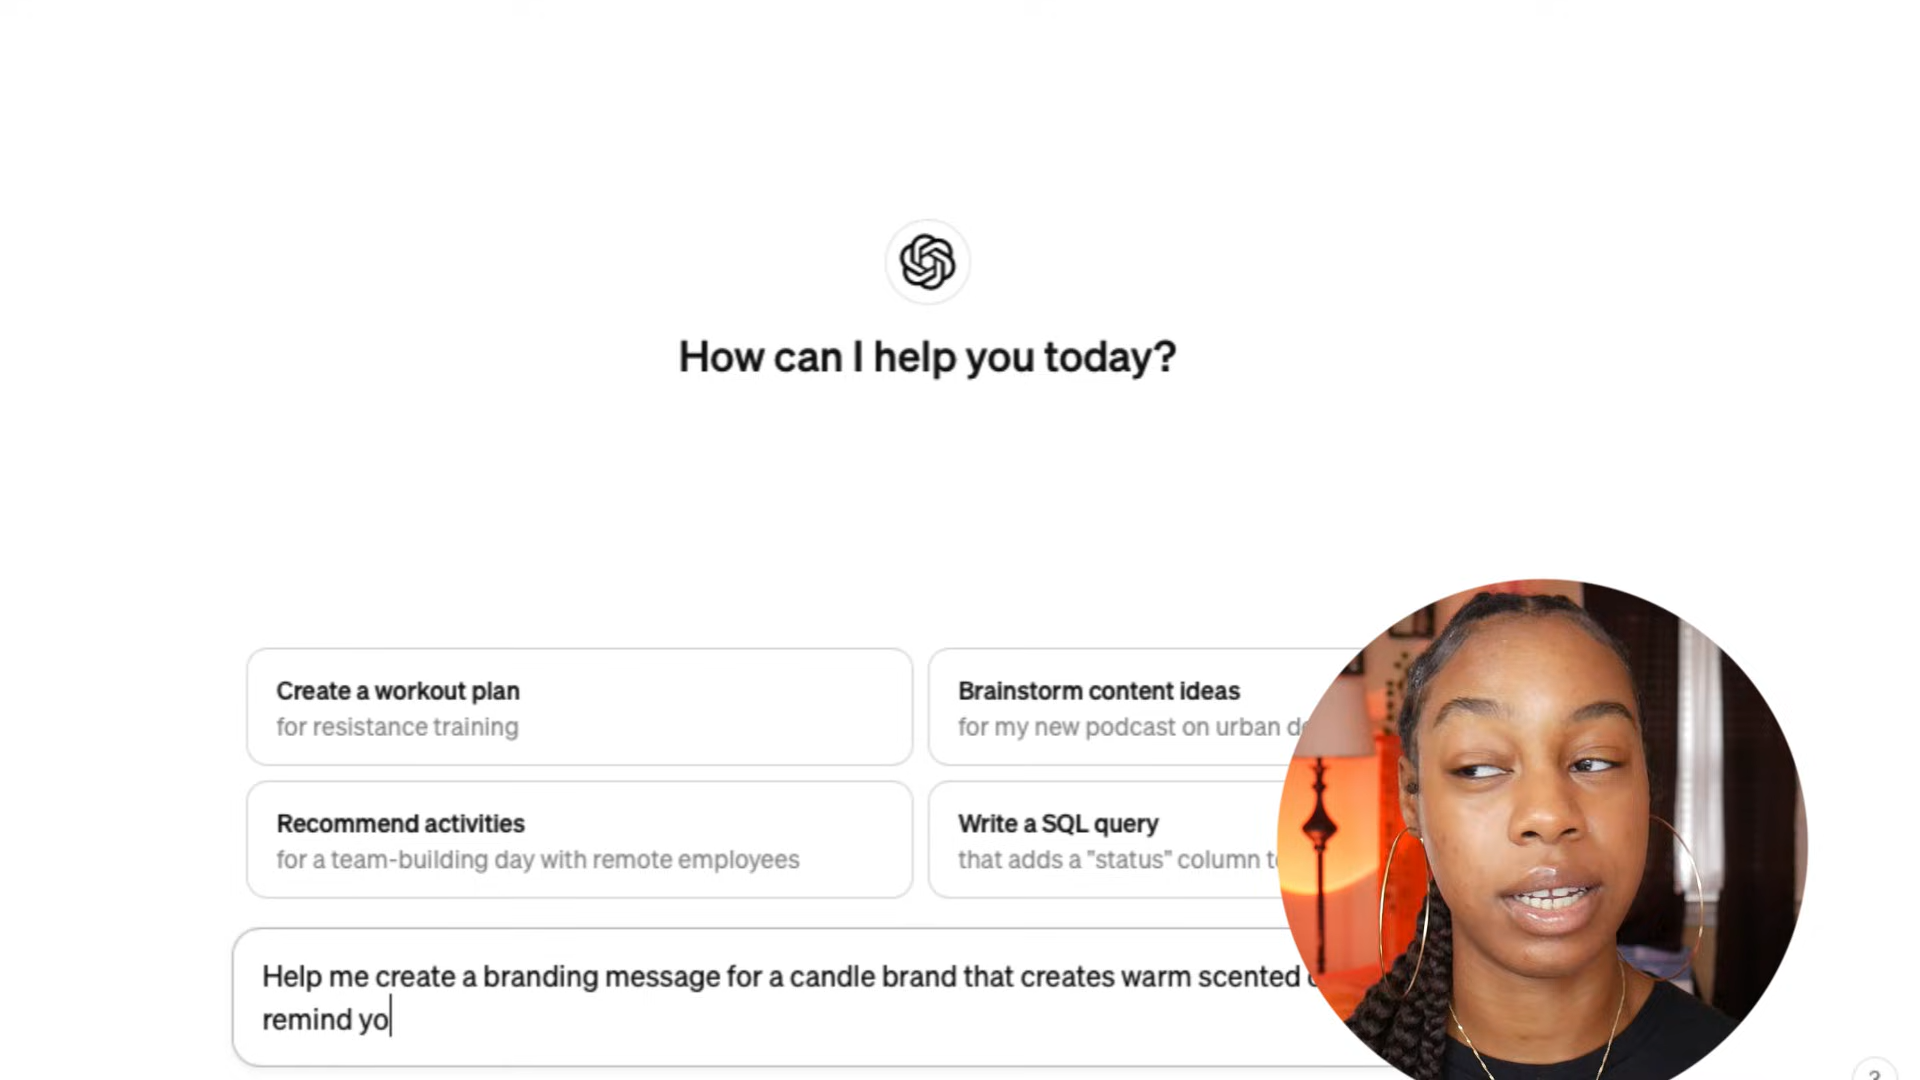 How can I help you today?
Create a workout plan
for resistance training
Brainstorm content ideas
for my new podcast on urban
Recommend activities
for a team-building day with remote employees
Write a SQL query
that adds a "status" column
Help me create a branding message for a candle brand that creates warm scented
remind yo
?